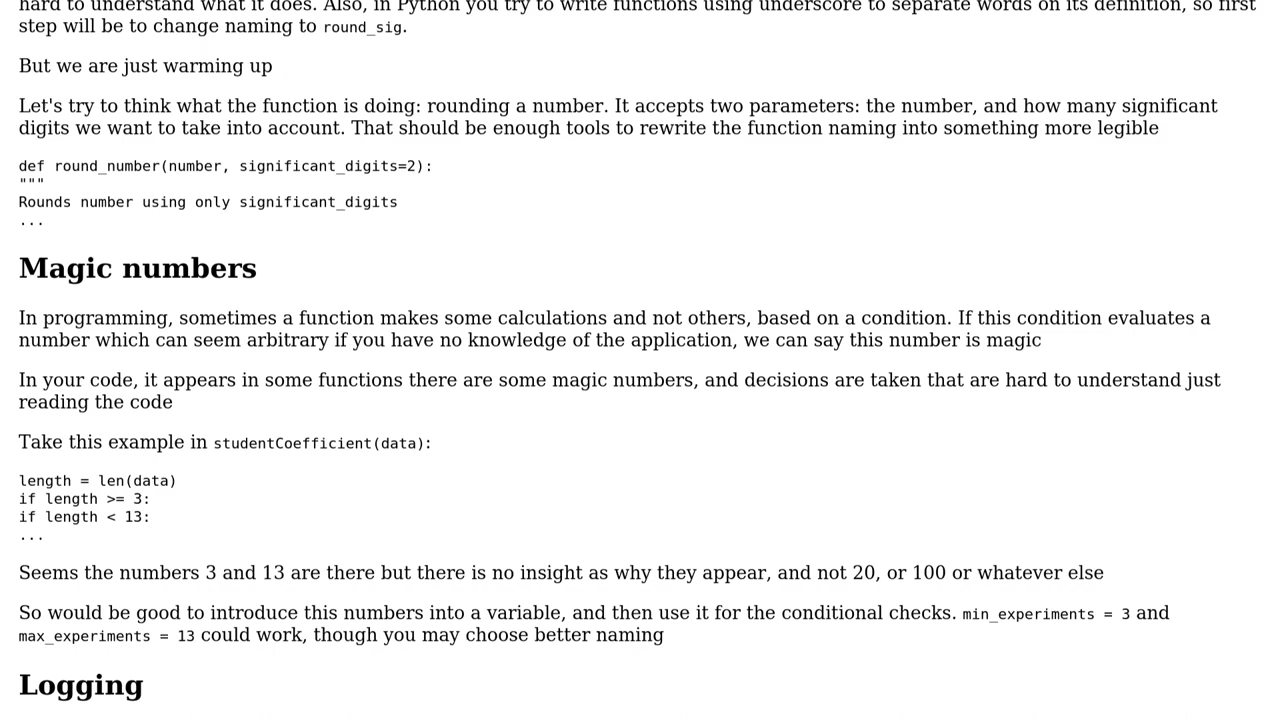 hard to understand what it does. Also, in Python you try to write functions using underscore to separate words on its definition, so first
step will be to change naming to round_sig.
But we are just warming up
Let's try to think what the function is doing: rounding a number. It accepts two parameters: the number, and how many significant
digits we want to take into account. That should be enough tools to rewrite the function naming into something more legible
def round_number(number, significant_digits=2):
"""
Rounds number using only significant_digits
...
Magic numbers
In programming, sometimes a function makes some calculations and not others, based on a condition. If this condition evaluates a
number which can seem arbitrary if you have no knowledge of the application, we can say this number is magic
In your code, it appears in some functions there are some magic numbers, and decisions are taken that are hard to understand just
reading the code
Take this example in studentCoefficient(data):
length = len(data)
if length >= 3:
if length < 13:
...
Seems the numbers 3 and 13 are there but there is no insight as why they appear, and not 20, or 100 or whatever else
So would be good to introduce this numbers into a variable, and then use it for the conditional checks. min_experiments = 3 and
max_experiments = 13 could work, though you may choose better naming
Logging